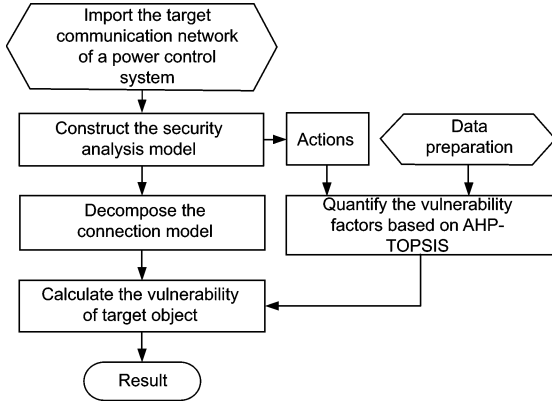 Import the target
communication network
of a power control
system
Construct the security
analysis model
Actions
Data
preparation
Decompose the
connection model
Quantify the vulnerability
factors based on AHP-
TOPSIS
Calculate the vulnerability
of target object
Result